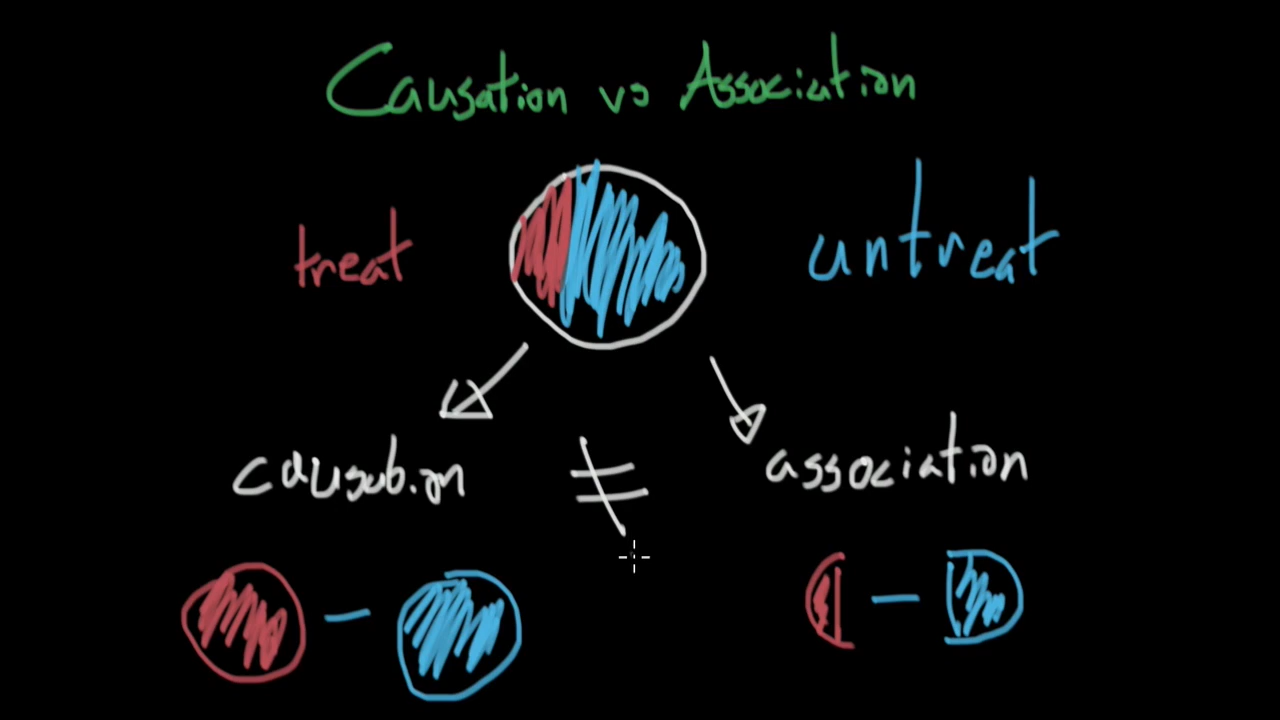 Causation vs Association
treat
untreat
causation ≠ association